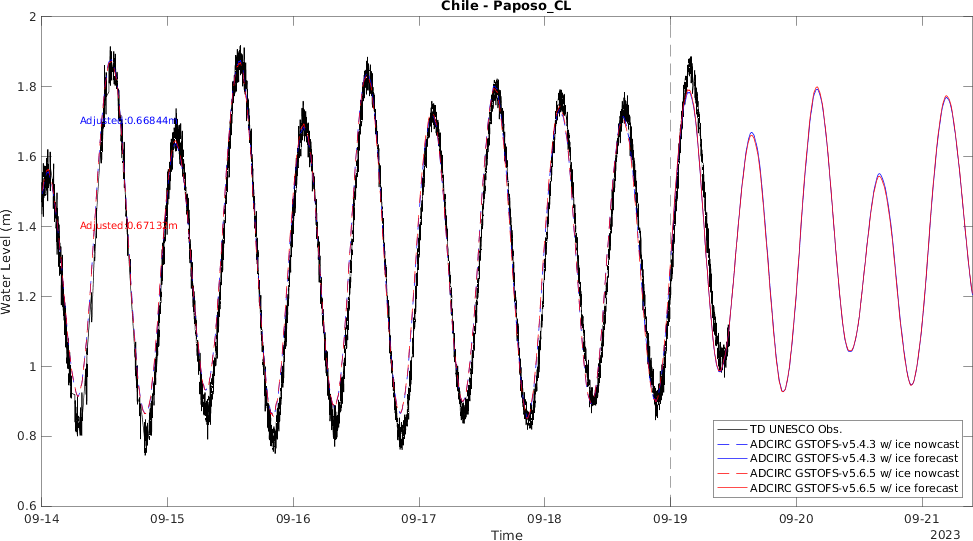 Chile - Paposo_CL
Water Level (m)
2
1.8
1.6
1.4
1.2
1
0.8
0.6
Adjusted:0.66844m
Adjusted:0.67132m
TD UNESCO Obs.
ADCIRC GSTOFS-v5.4.3 w/ ice nowcast
ADCIRC GSTOFS-v5.4.3 w/ ice forecast
ADCIRC GSTOFS-v5.6.5 w/ ice nowcast
ADCIRC GSTOFS-v5.6.5 w/ ice forecast
09-14 09-15 09-16 09-17 09-18 09-19 09-20 09-21
Time
2023